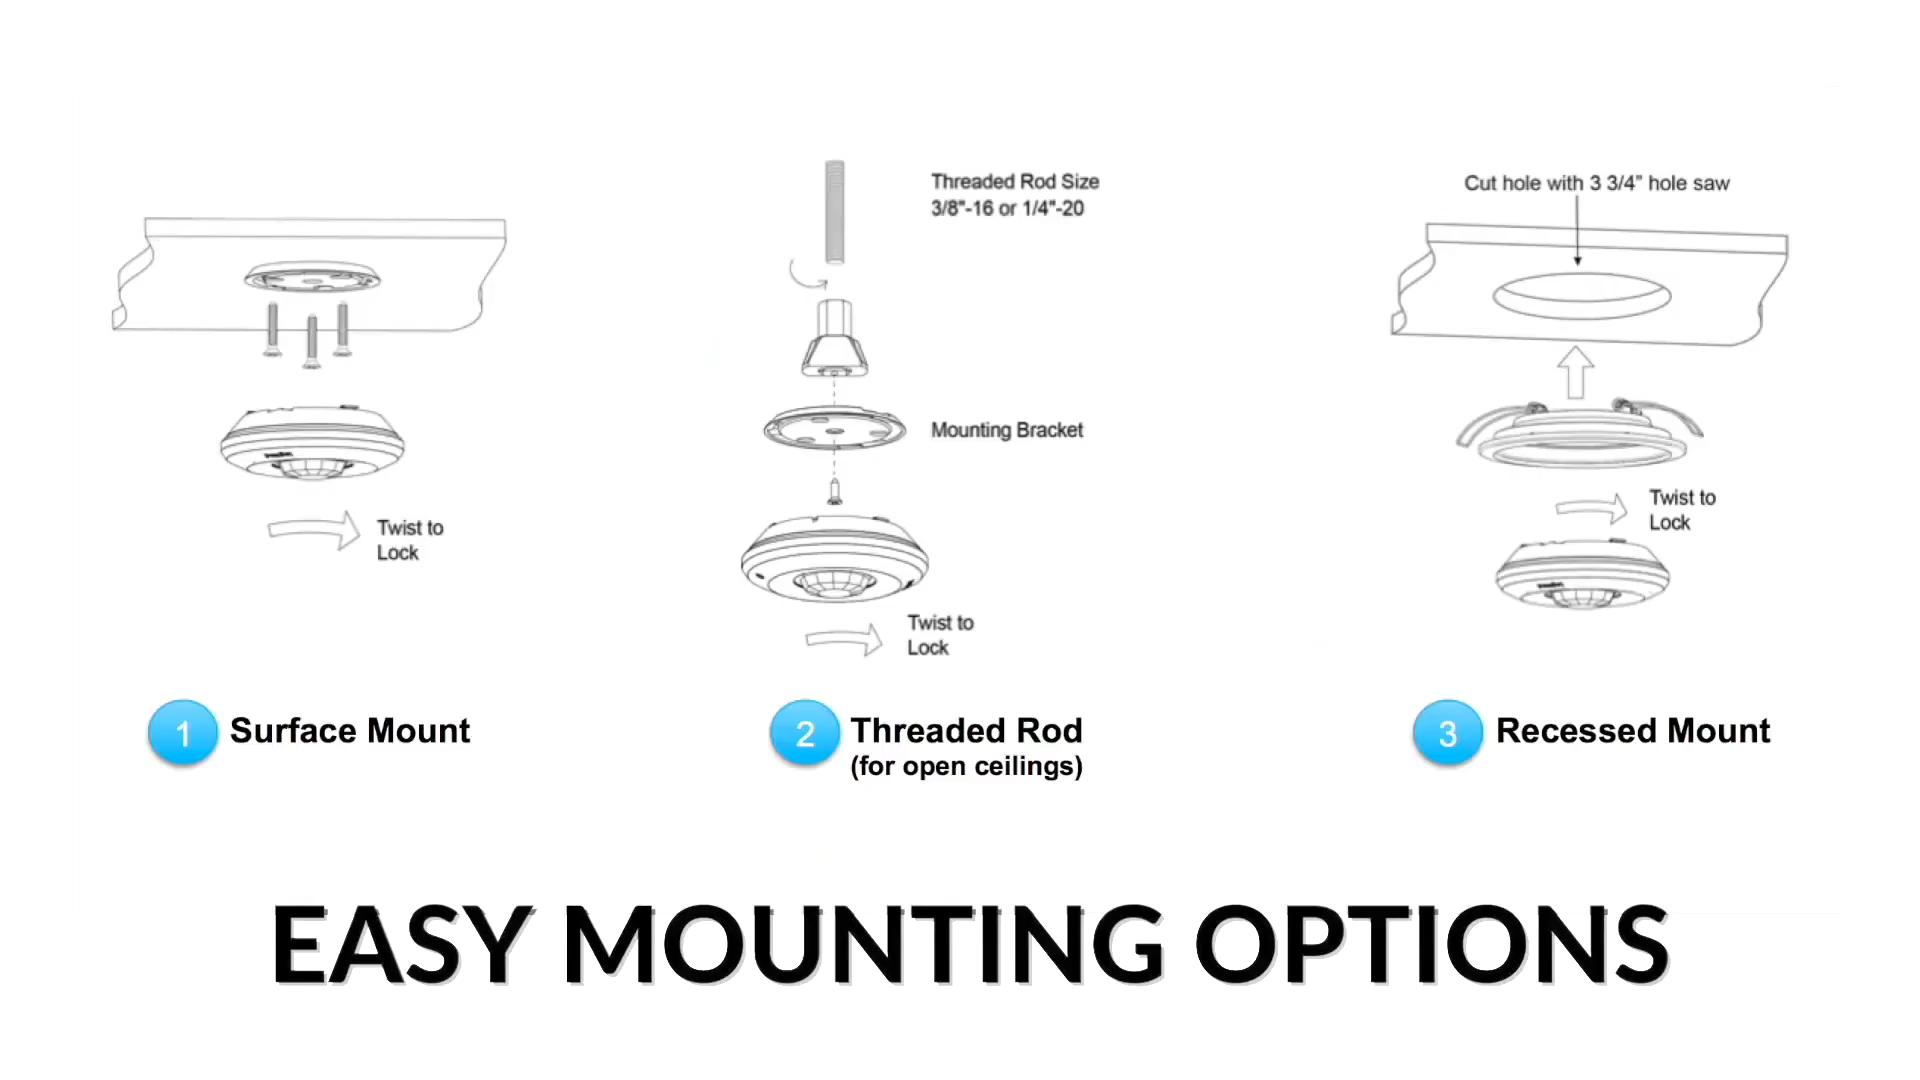 Threaded Rod Size
3/8"-16 or 1/4"-20
Cut hole with 3 3/4" hole saw
Mounting Bracket
Twist to
Lock
Twist to
Lock
Twist to
Lock
1 Surface Mount
2 Threaded Rod
(for open ceilings)
3 Recessed Mount
EASY MOUNTING OPTIONS